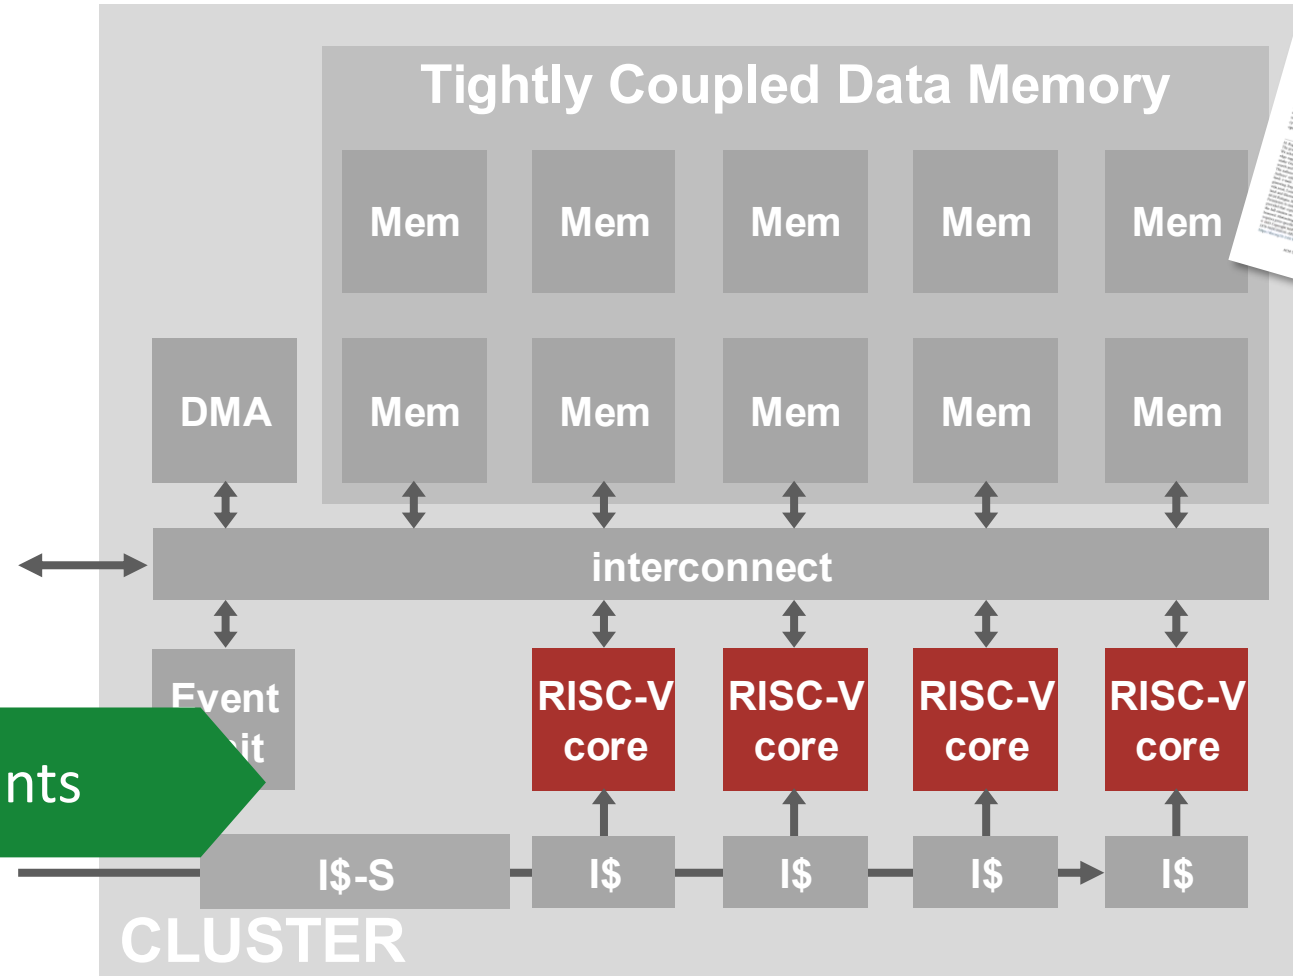 Tightly Coupled Data Memory
Mem Mem Mem Mem Mem
DMA Mem Mem Mem Mem Mem
interconnect
Event
RISC-V RISC-V RISC-V RISC-V
core core core core
nts
I$-S I$ I$ I$ I$
CLUSTER